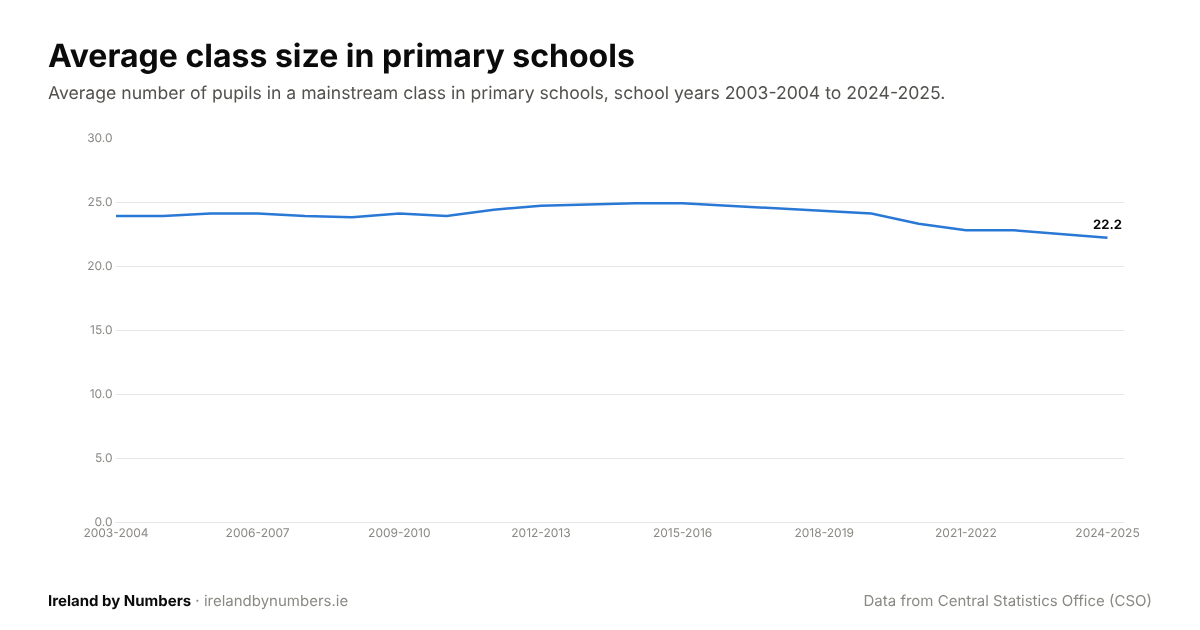 Average class size in primary schools
Average number of pupils in a mainstream class in primary schools, school years 2003-2004 to 2024-2025.
30.0
25.0
22.2
20.0
15.0
10.0
5.0
0.0
2003-2004 2006-2007 2009-2010 2012-2013 2015-2016 2018-2019 2021-2022 2024-2025
Ireland by Numbers · irelandbynumbers.ie Data from Central Statistics Office (CSO)